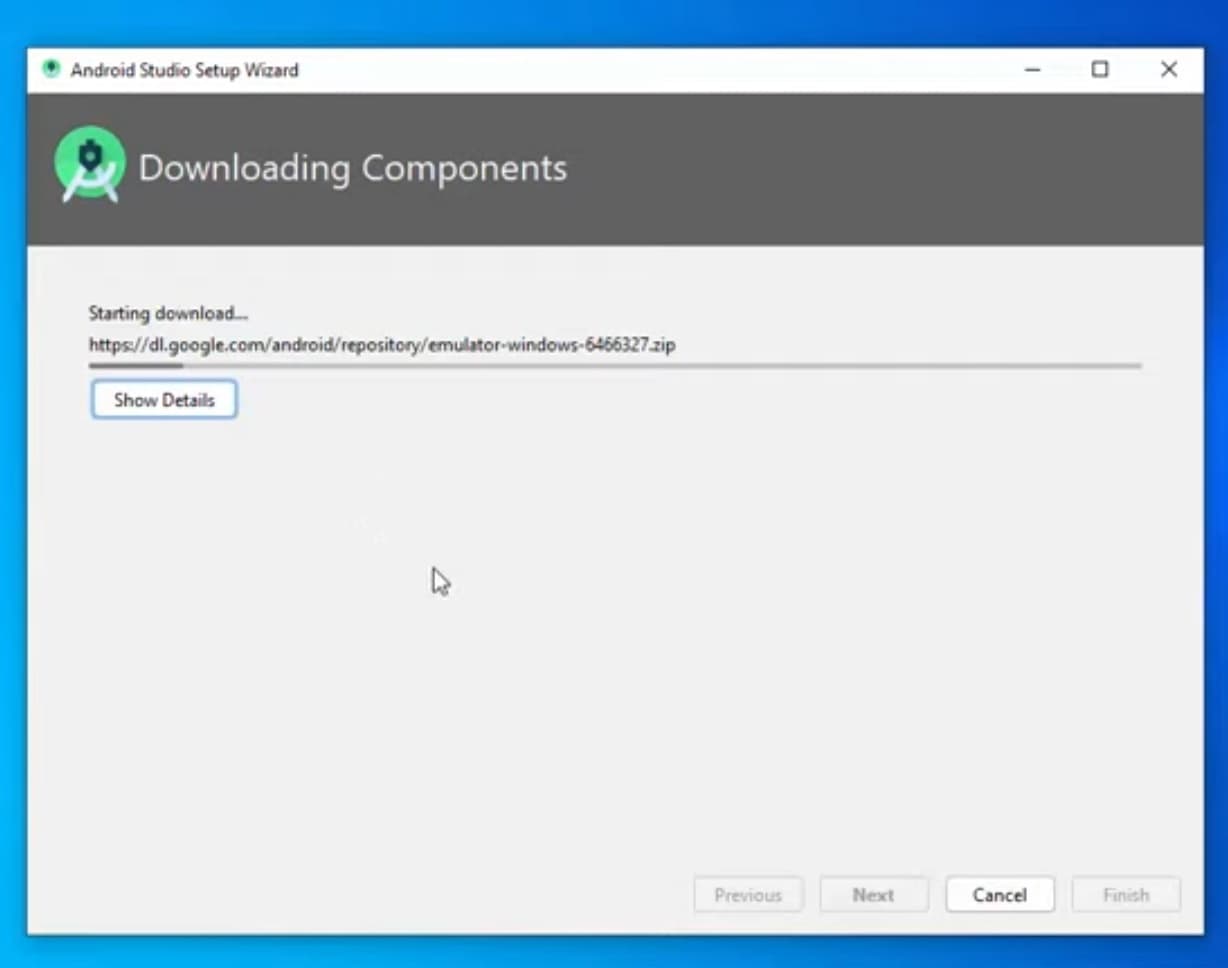 Android Studio Setup Wizard
Downloading Components
Starting download...
https://dl.google.com/android/repository/emulator-windows-6466327.zip
Show Details
Previous Next Cancel Finish